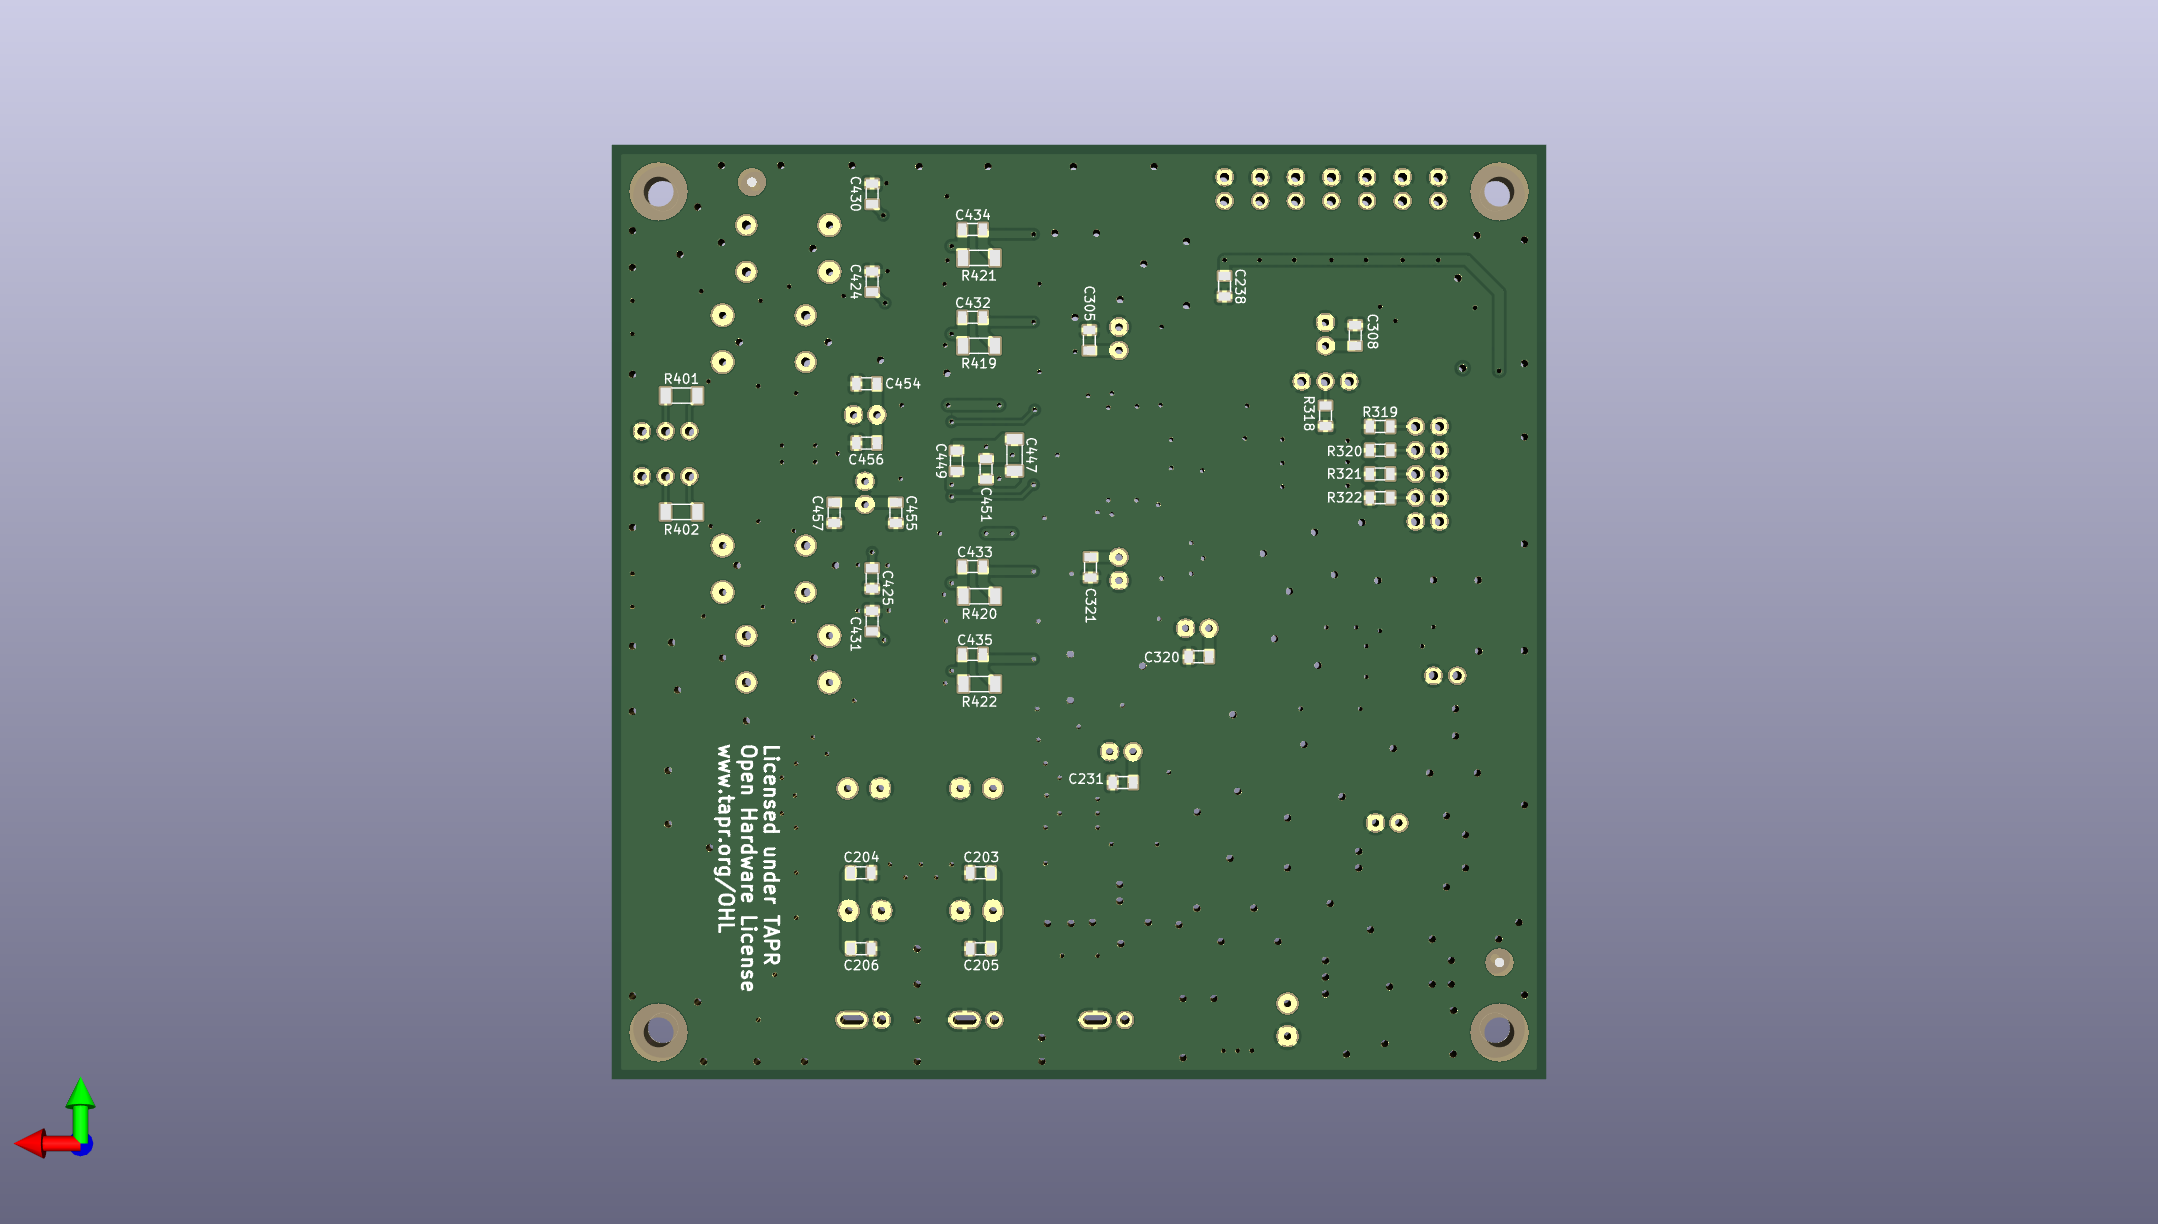 C430
C434
R421
C424
C238
C432
C305
C308
R419
R401
C454
R318
R319
C456
C449
C447
R320
R321
C451
R322
C457
C455
R402
C433
C425
C321
R420
C431
C435
C320
R422
C231
Licensed under TAPR
Open Hardware License
www.tapr.org/OHL
C204
C203
C206
C205